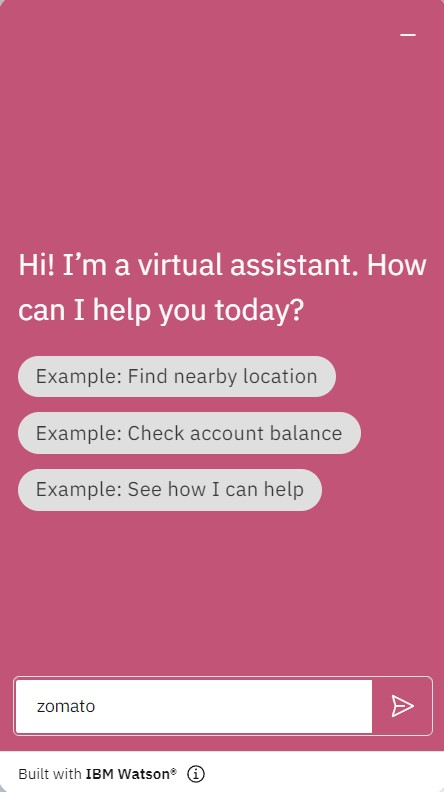 Hi! I’m a virtual assistant. How
can I help you today?
Example: Find nearby location
Example: Check account balance
Example: See how I can help
zomato
Built with IBM Watson®